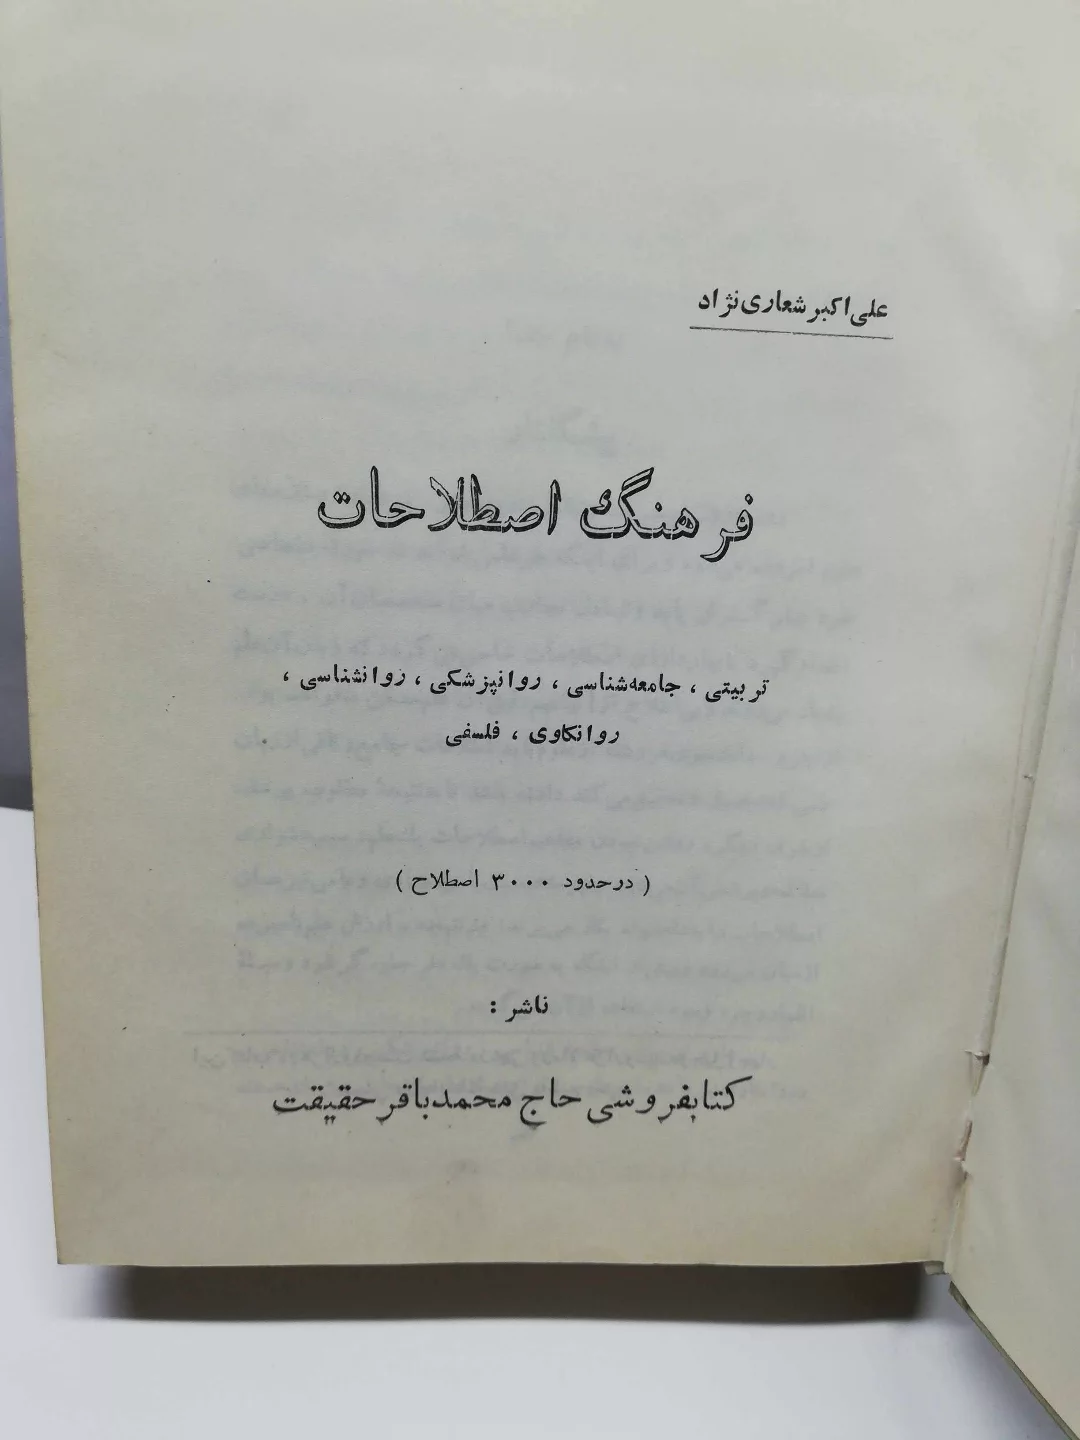 علی‌اکبر شعاری‌نژاد
فرهنگ اصطلاحات
تربیتی ، جامعه‌شناسی ، روانپزشکی ، روانشناسی ،
روانکاوی ، فلسفی
( درحدود ۳۰۰۰ اصطلاح )
ناشر :
کتابفروشی حاج محمدباقر حقیقت